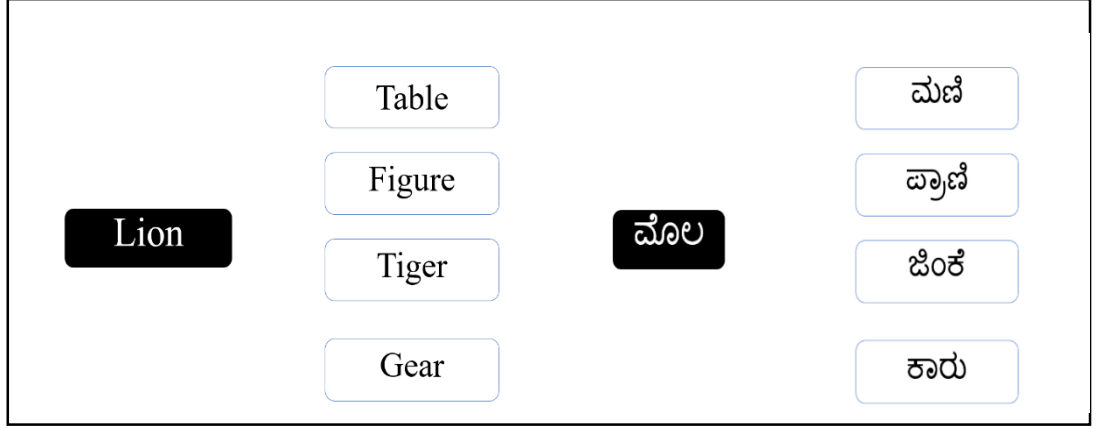 Lion
Table
Figure
Tiger
Gear
ಮೊಲ
ಮಣಿ
ಪ್ರಾಣಿ
ಜಿಂಕೆ
ಕಾರು